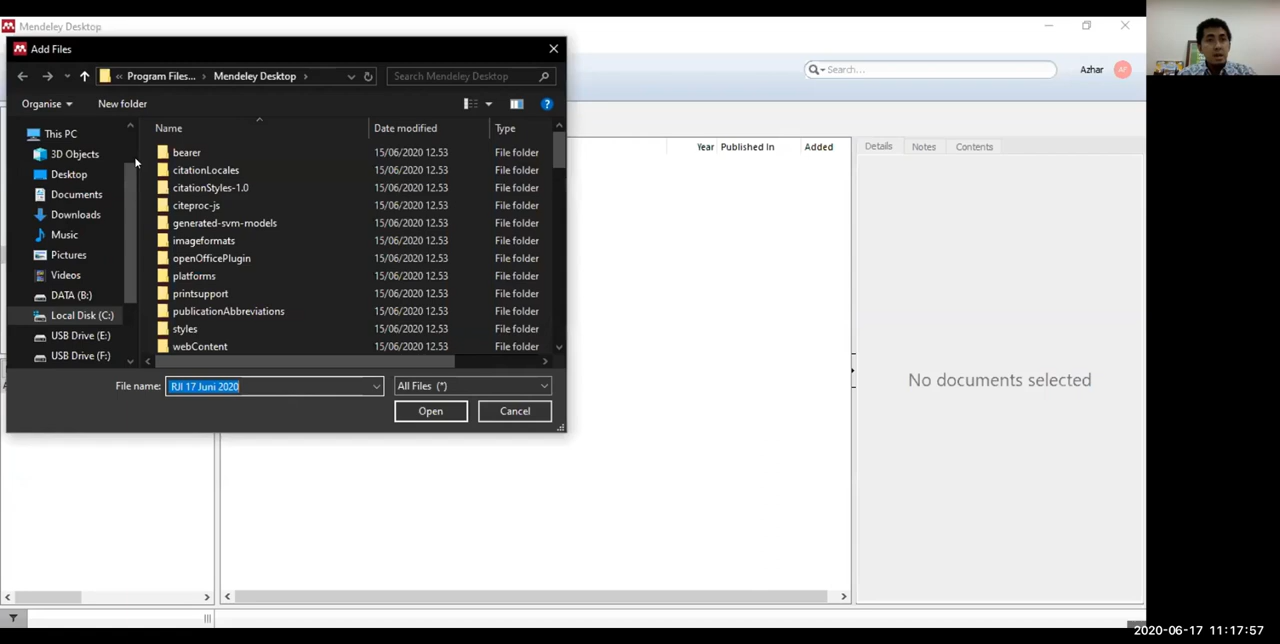 Mendeley Desktop
Add Files
« Program Files... › Mendeley Desktop ›
Search Mendeley Desktop
Search...
Azhar
AF
Organise
New folder
?
Name
Date modified
Type
This PC
3D Objects
Desktop
Documents
Downloads
Music
Pictures
Videos
DATA (B:)
Local Disk (C:)
USB Drive (E:)
USB Drive (F:)
bearer 15/06/2020 12.53 File folder
citationLocales 15/06/2020 12.53 File folder
citationStyles-1.0 15/06/2020 12.53 File folder
citeproc-js 15/06/2020 12.53 File folder
generated-svm-models 15/06/2020 12.53 File folder
imageformats 15/06/2020 12.53 File folder
openOfficePlugin 15/06/2020 12.53 File folder
platforms 15/06/2020 12.53 File folder
printsupport 15/06/2020 12.53 File folder
publicationAbbreviations 15/06/2020 12.53 File folder
styles 15/06/2020 12.53 File folder
webContent 15/06/2020 12.53 File folder
File name: RJI 17 Juni 2020
All Files (*)
Open
Cancel
Year Published In Added
Details Notes Contents
No documents selected
2020-06-17 11:17:57